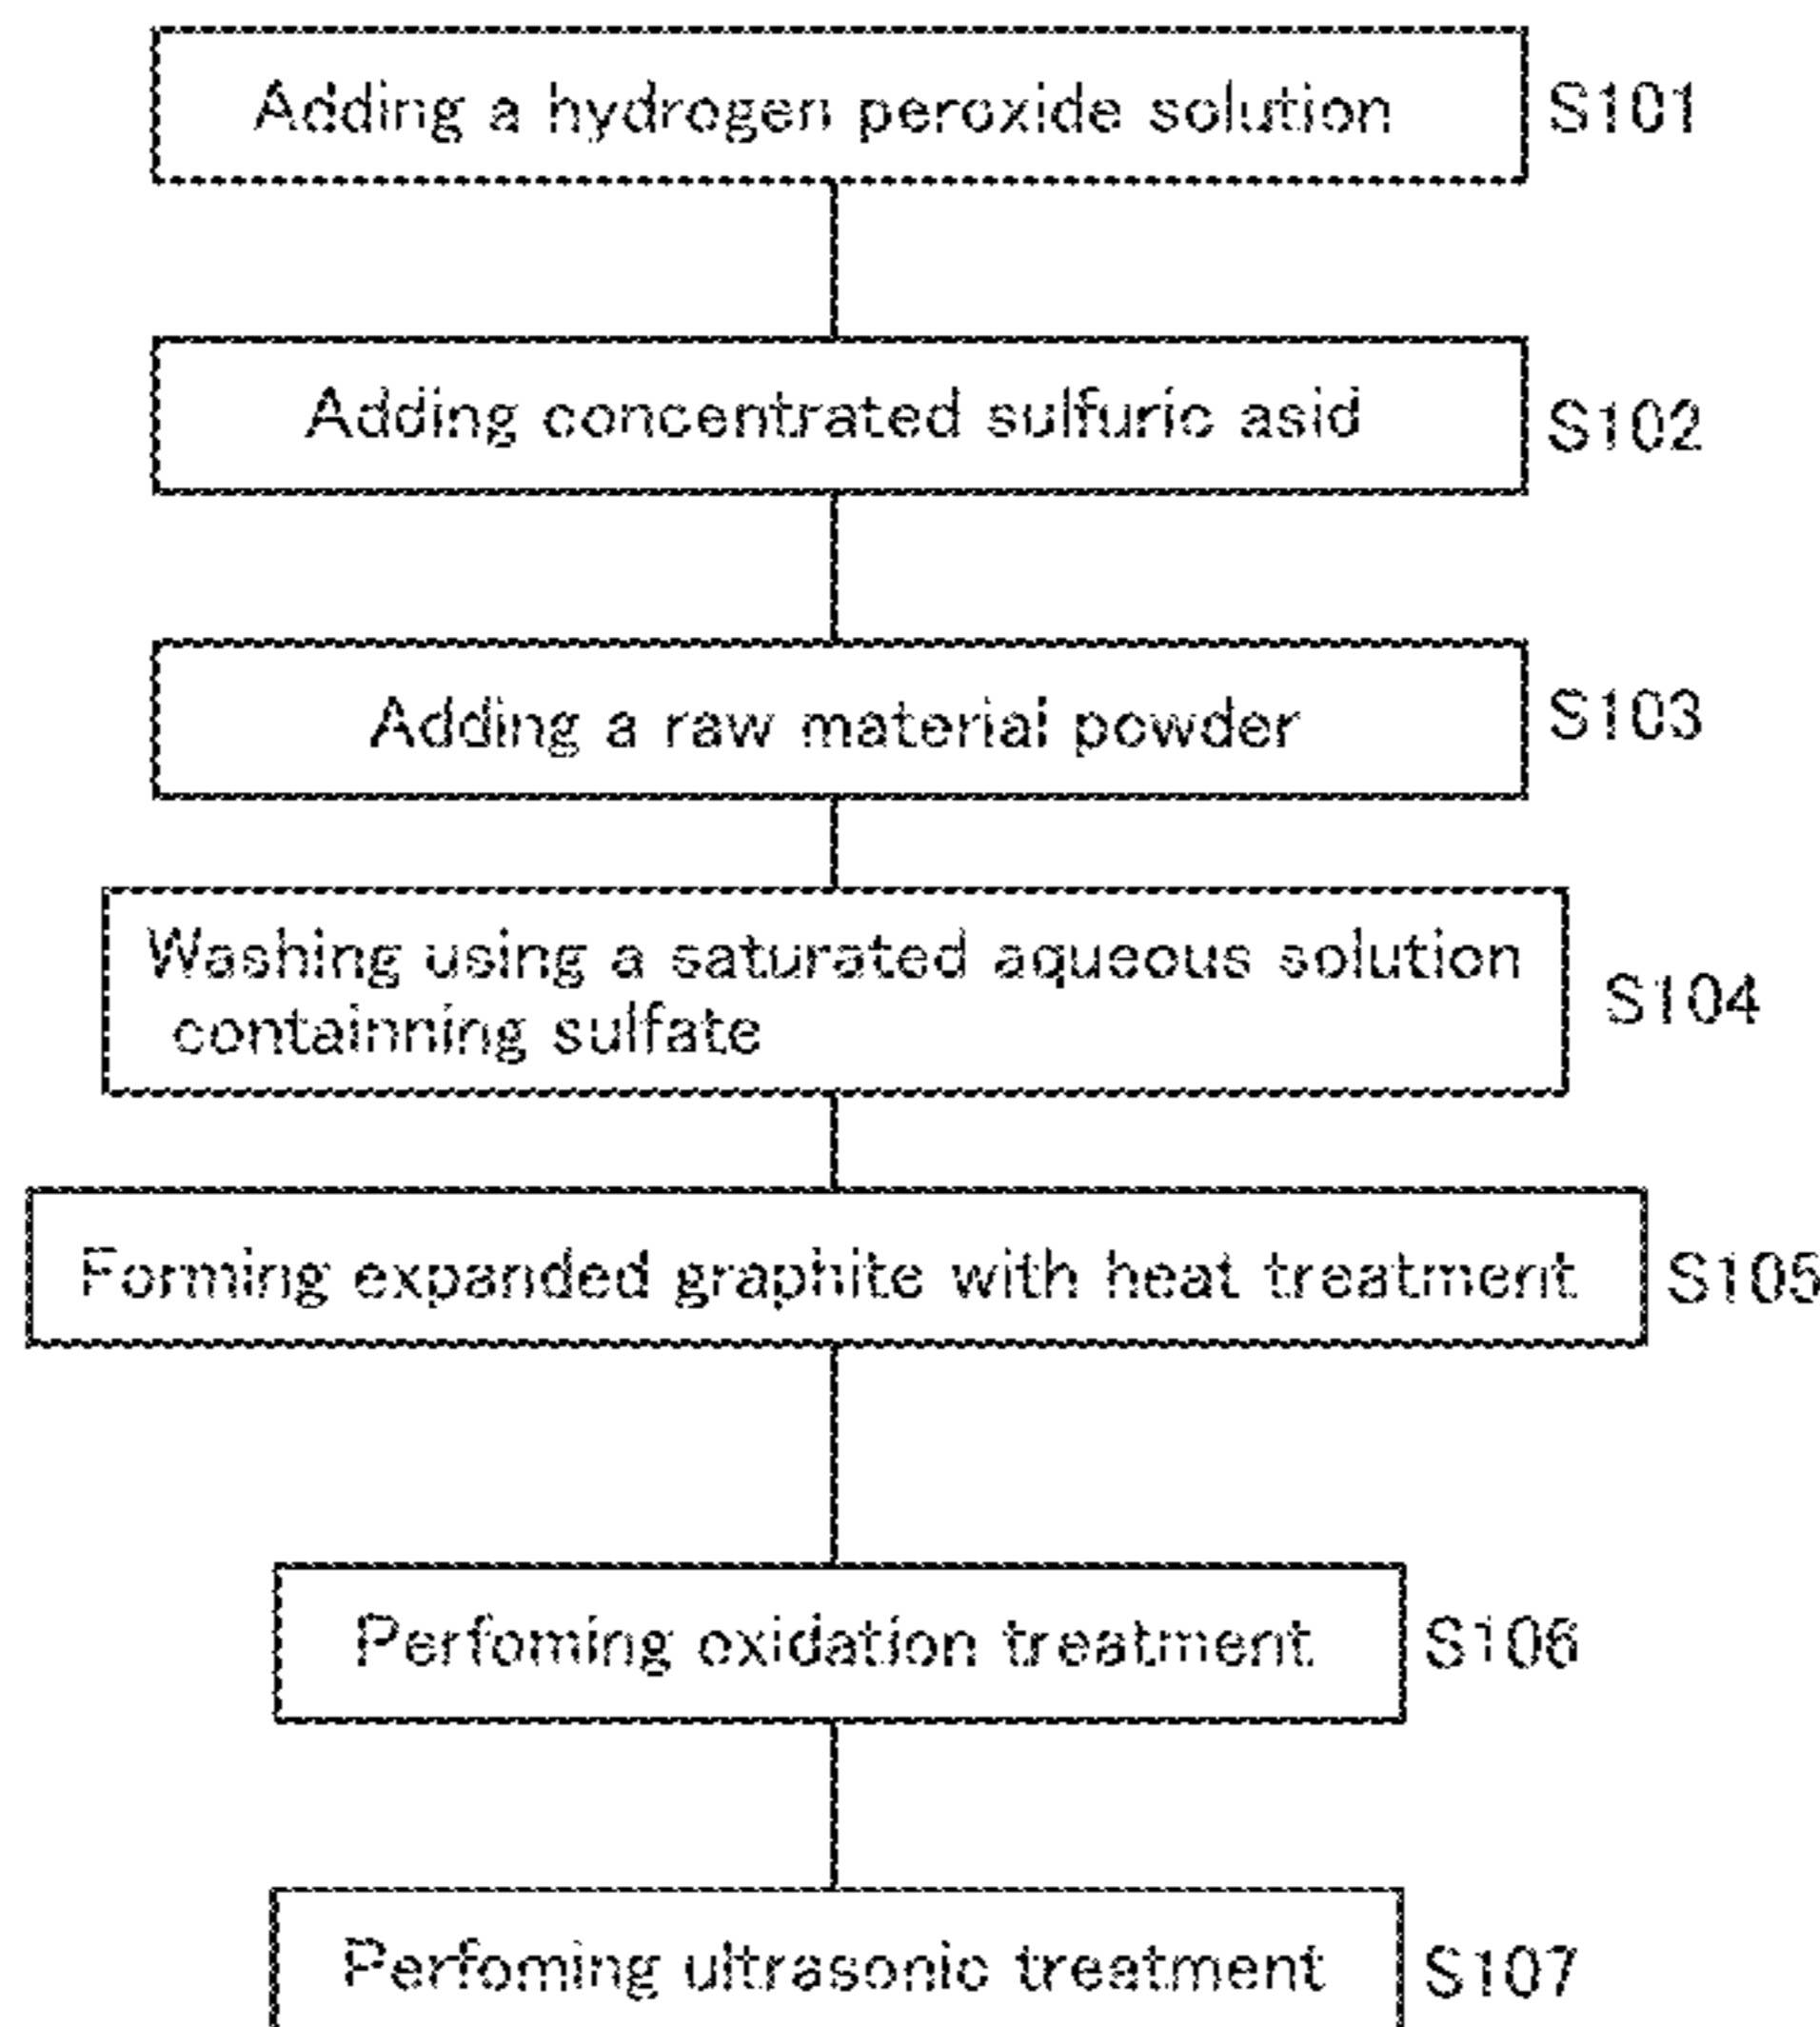 Adding a hydrogen peroxide solution S101
Adding concentrated sulfuric asid S102
Adding a raw material powder S103
Washing using a saturated aqueous solution
containning sulfate S104
Forming expanded graphite with heat treatment S105
Perfoming oxidation treatment S106
Perfoming ultrasonic treatment S107